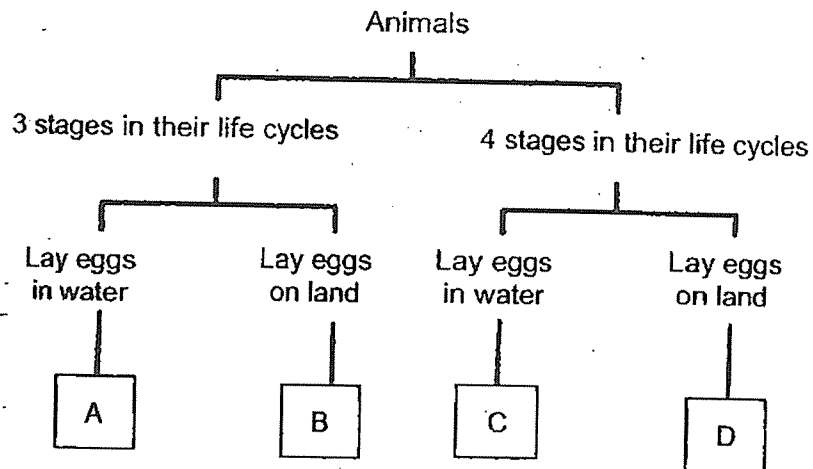 Animals
3 stages in their life cycles
4 stages in their life cycles
Lay eggs
in water
Lay eggs
on land
Lay eggs
in water
Lay eggs
on land
A
B
C
D